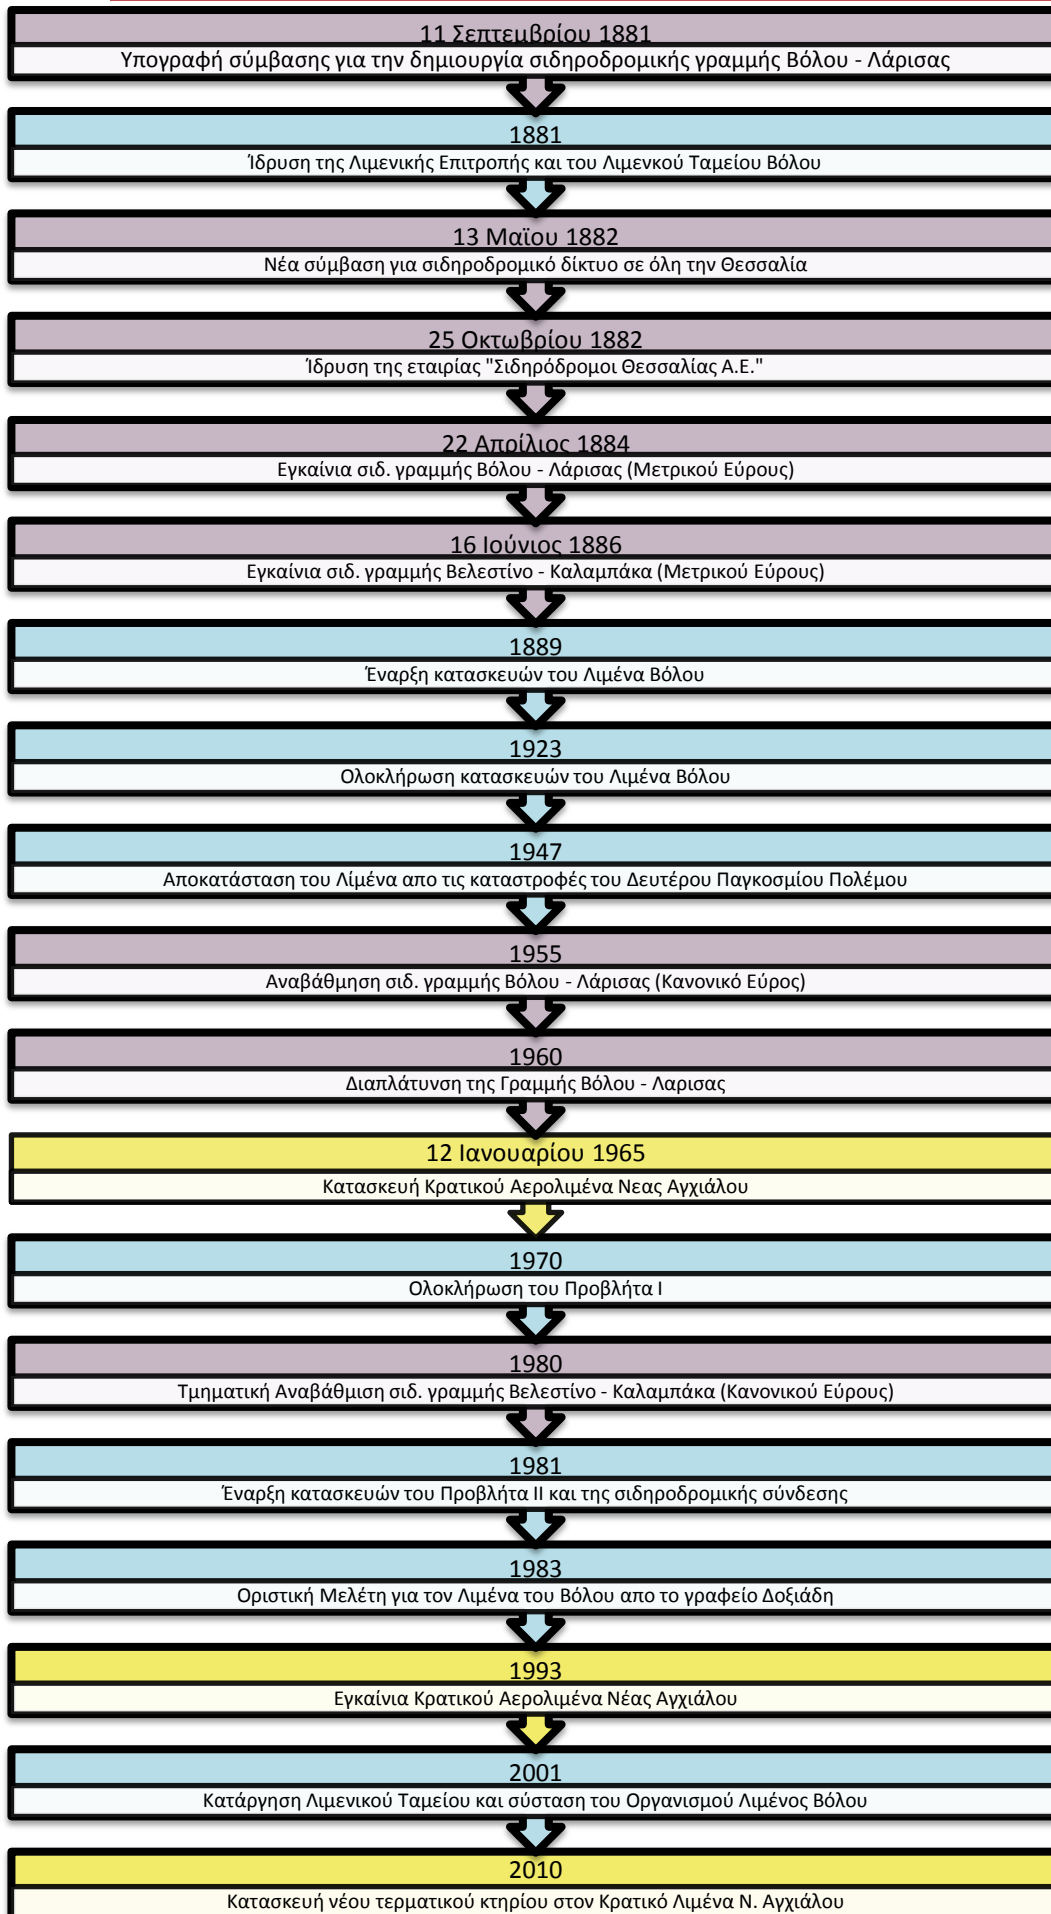 11 Σεπτεμβρίου 1881
Υπογραφή σύμβασης για την δημιουργία σιδηροδρομικής γραμμής Βόλου - Λάρισας
1881
Ίδρυση της Λιμενικής Επιτροπής και του Λιμενκού Ταμείου Βόλου
13 Μαϊου 1882
Νέα σύμβαση για σιδηροδρομικό δίκτυο σε όλη την Θεσσαλία
25 Οκτωβρίου 1882
Ίδρυση της εταιρίας "Σιδηρόδρομοι Θεσσαλίας Α.Ε."
22 Απρίλιος 1884
Εγκαίνια σιδ. γραμμής Βόλου - Λάρισας (Μετρικού Εύρους)
16 Ιούνιος 1886
Εγκαίνια σιδ. γραμμής Βελεστίνο - Καλαμπάκα (Μετρικού Εύρους)
1889
Έναρξη κατασκευών του Λιμένα Βόλου
1923
Ολοκλήρωση κατασκευών του Λιμένα Βόλου
1947
Αποκατάσταση του Λίμένα απο τις καταστροφές του Δευτέρου Παγκοσμίου Πολέμου
1955
Αναβάθμηση σιδ. γραμμής Βόλου - Λάρισας (Κανονικό Εύρος)
1960
Διαπλάτυνση της Γραμμής Βόλου - Λαρισας
12 Ιανουαρίου 1965
Κατασκευή Κρατικού Αερολιμένα Νεας Αγχιάλου
1970
Ολοκλήρωση του Προβλήτα Ι
1980
Τμηματική Αναβάθμιση σιδ. γραμμής Βελεστίνο - Καλαμπάκα (Κανονικού Εύρους)
1981
Έναρξη κατασκευών του Προβλήτα ΙΙ και της σιδηροδρομικής σύνδεσης
1983
Οριστική Μελέτη για τον Λιμένα του Βόλου απο το γραφείο Δοξιάδη
1993
Εγκαίνια Κρατικού Αερολιμένα Νέας Αγχιάλου
2001
Κατάργηση Λιμενικού Ταμείου και σύσταση του Οργανισμού Λιμένος Βόλου
2010
Κατασκευή νέου τερματικού κτηρίου στον Κρατικό Λιμένα Ν. Αγχιάλου